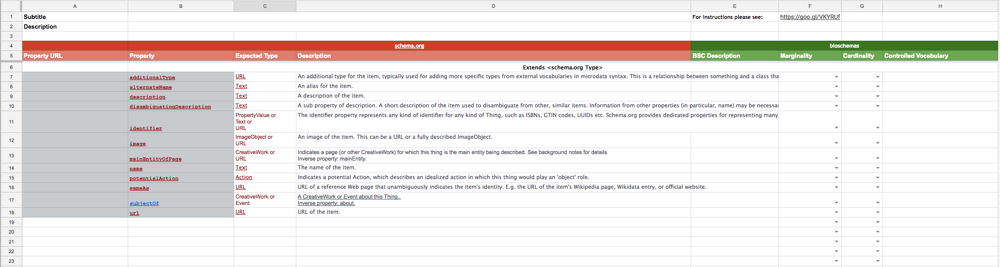 A B C D E F G H
1 Subtitle For instructions please see: https://goo.gl/VKYRUf
2 Description
3
4 schema.org bioschemas
5 Property URL Property Expected Type Description BSC Description Marginality Cardinality Controlled Vocabulary
6 Extends <schema.org Type>
7 additionalType URL An additional type for the item, typically used for adding more specific types from external vocabularies in microdata syntax. This is a relationship between something and a class tha
8 alternateName Text An alias for the item.
9 description Text A description of the item.
10 disambiguatingDescription Text A sub property of description. A short description of the item used to disambiguate from other, similar items. Information from other properties (in particular, name) may be necessar
PropertyValue or The identifier property represents any kind of identifier for any kind of Thing, such as ISBNs, GTIN codes, UUIDs etc. Schema.org provides dedicated properties for representing many
11 Text or
identifier URL
12 ImageObject or An image of the item. This can be a URL or a fully described ImageObject.
image URL
13 CreativeWork or Indicates a page (or other CreativeWork) for which this thing is the main entity being described. See background notes for details.
mainEntityOfPage URL Inverse property: mainEntity.
14 name Text The name of the item.
15 potentialAction Action Indicates a potential Action, which describes an idealized action in which this thing would play an 'object' role.
16 sameAs URL URL of a reference Web page that unambiguously indicates the item's identity. E.g. the URL of the item's Wikipedia page, Wikidata entry, or official website.
17 CreativeWork or A CreativeWork or Event about this Thing..
subjectOf Event Inverse property: about.
18 url URL URL of the item.
19
20
21
22
23